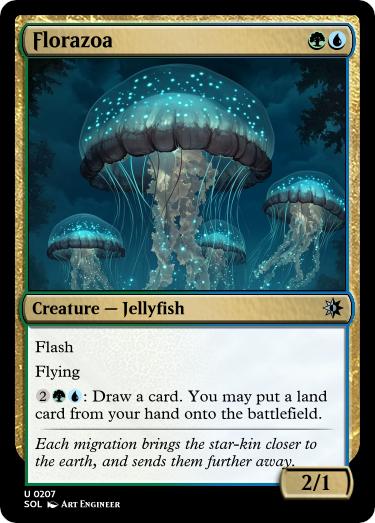 Florazoa
Creature — Jellyfish
Flash
Flying
2: Draw a card. You may put a land
card from your hand onto the battlefield.
Each migration brings the star-kin closer to
the earth, and sends them further away.
2/1
U 0207
SOL Art Engineer